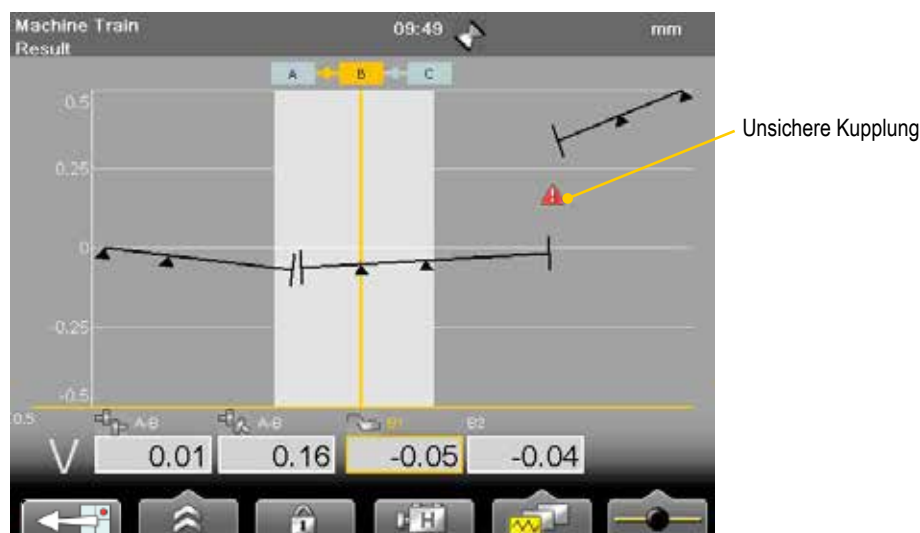 Machine Train
Result
09:49
mm
A B C
0.5
0.25
0
-0.25
-0.5
0.5
Unsichere Kupplung
A-B A-B B1 B2
V 0.01 0.16 -0.05 -0.04
1 H